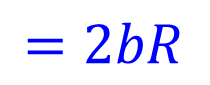 = 2bR